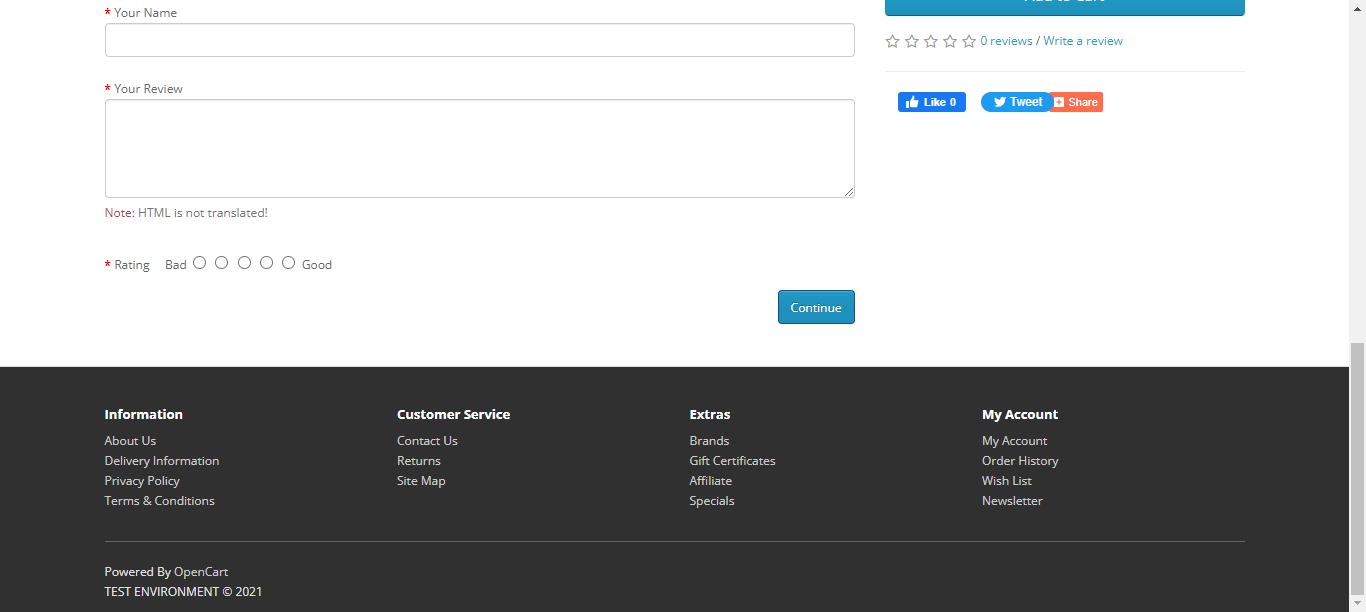 * Your Name
* Your Review
Note: HTML is not translated!
* Rating Bad Good
Continue
Add to Cart
0 reviews / Write a review
Like 0 Tweet Share
Information
About Us
Delivery Information
Privacy Policy
Terms & Conditions
Customer Service
Contact Us
Returns
Site Map
Extras
Brands
Gift Certificates
Affiliate
Specials
My Account
My Account
Order History
Wish List
Newsletter
Powered By OpenCart
TEST ENVIRONMENT © 2021